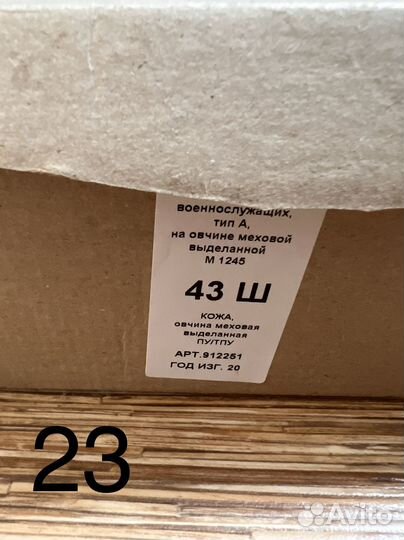 военнослужащих,
тип А,
на овчине меховой
выделанной
М 1245
43 Ш
КОЖА,
овчина меховая
выделанная
ПУ/ТПУ
АРТ.912251
ГОД ИЗГ. 20
23
Avito